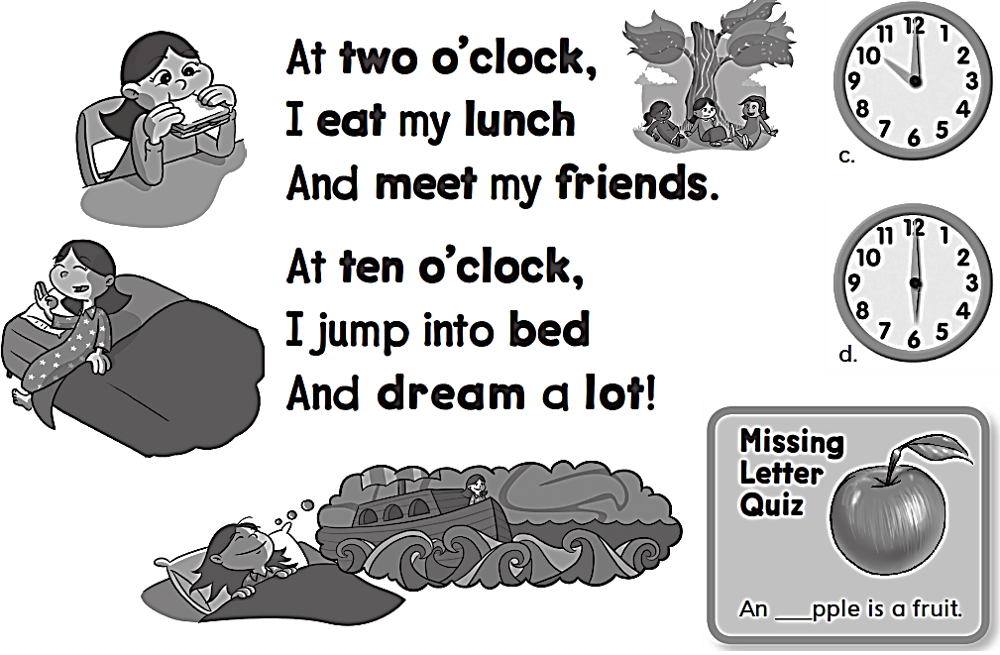 At two o'clock,
I eat my lunch
And meet my friends.
At ten o'clock,
I jump into bed
And dream a lot!
12
11 1
10 2
9 3
8 4
7 5
6
c.
12
11 1
10 2
9 3
8 4
7 5
6
d.
Missing
Letter
Quiz
An ___pple is a fruit.